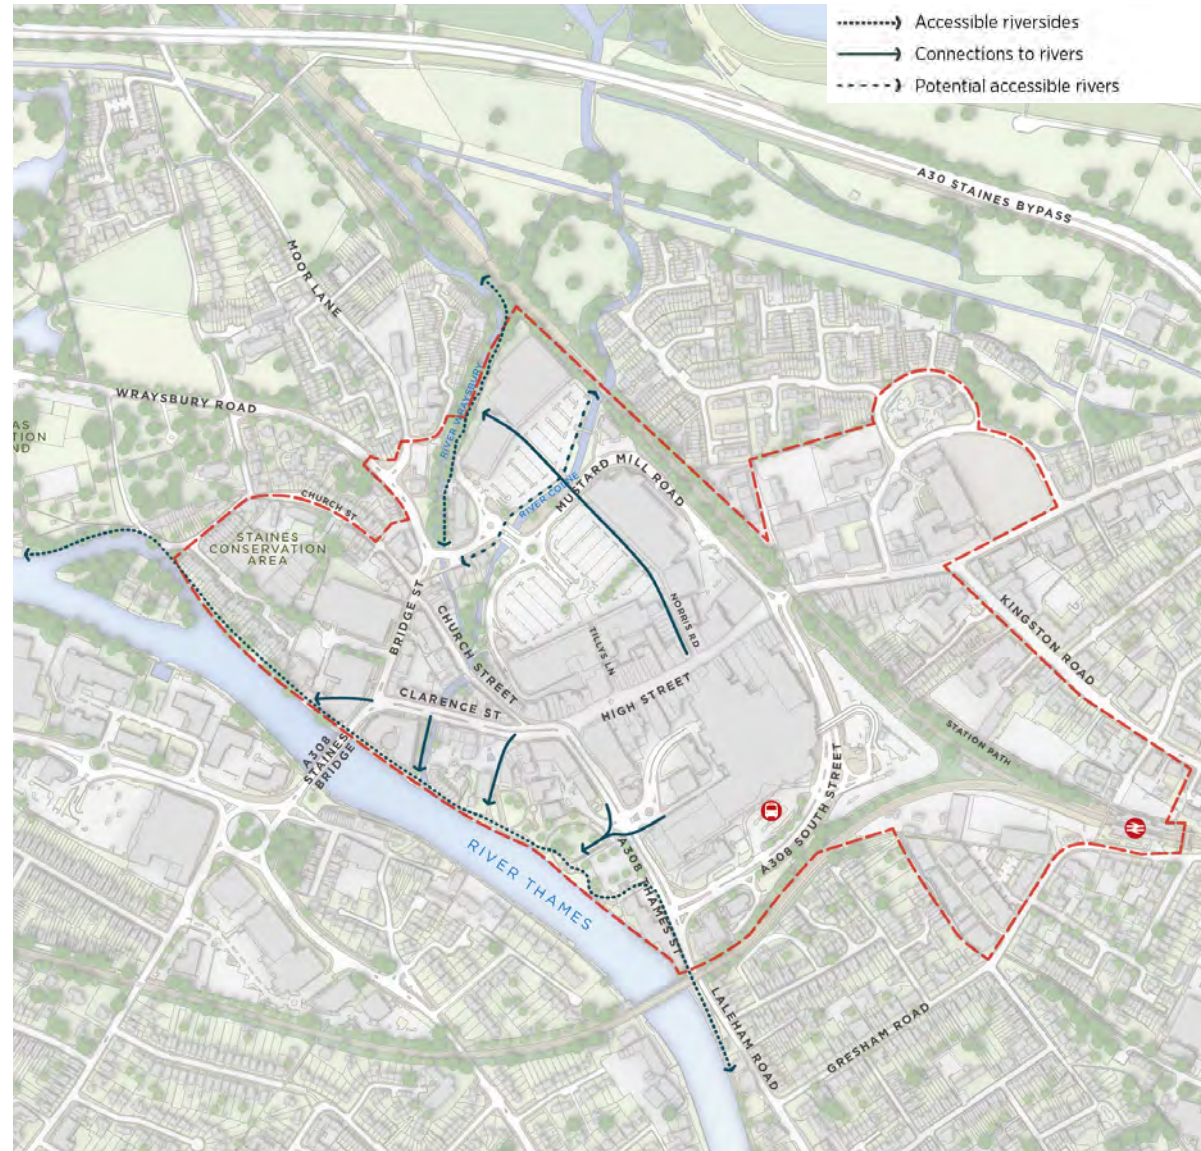 Accessible riversides
Connections to rivers
Potential accessible rivers
A30 STAINES BYPASS
MOOR LANE
WRAYSBURY ROAD
RIVER WRAYSBURY
AS
TION
ND
CHURCH ST
STAINES
CONSERVATION
AREA
RIVER COLNE
MUSTARD MILL ROAD
BRIDGE ST
CHURCH STREET
NORRIS RD
TILLYS LN
KINGSTON ROAD
CLARENCE ST
HIGH STREET
A308
STAINES
BRIDGE
STATION PATH
A308 SOUTH STREET
RIVER THAMES
A308 THAMES ST
LALEHAM ROAD
GRESHAM ROAD